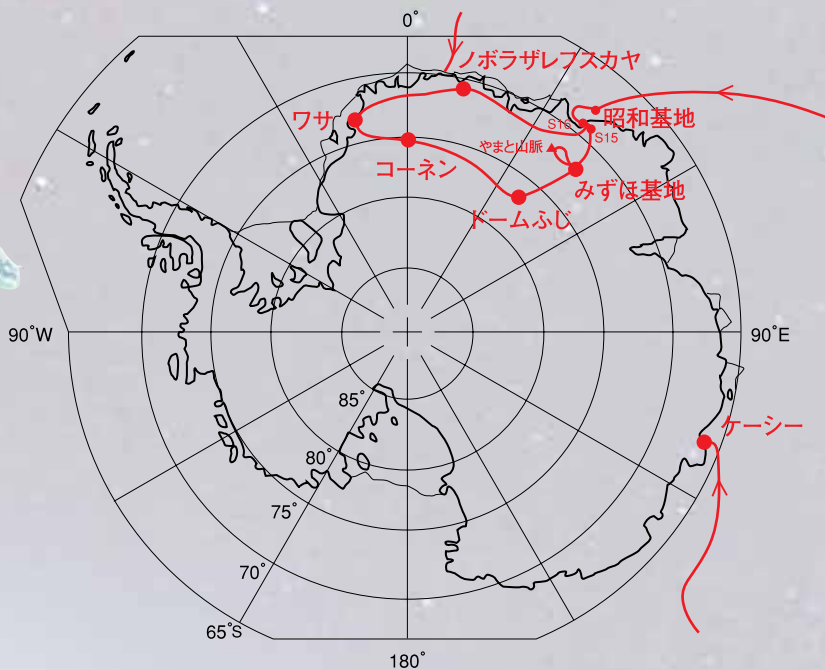 0°
ノボラザレフスカヤ
ワサ
昭和基地
S16
S15
やまと山脈
コーネン
みずほ基地
ドームふじ
90°W
90°E
85°
ケーシー
80°
75°
70°
65°S
180°